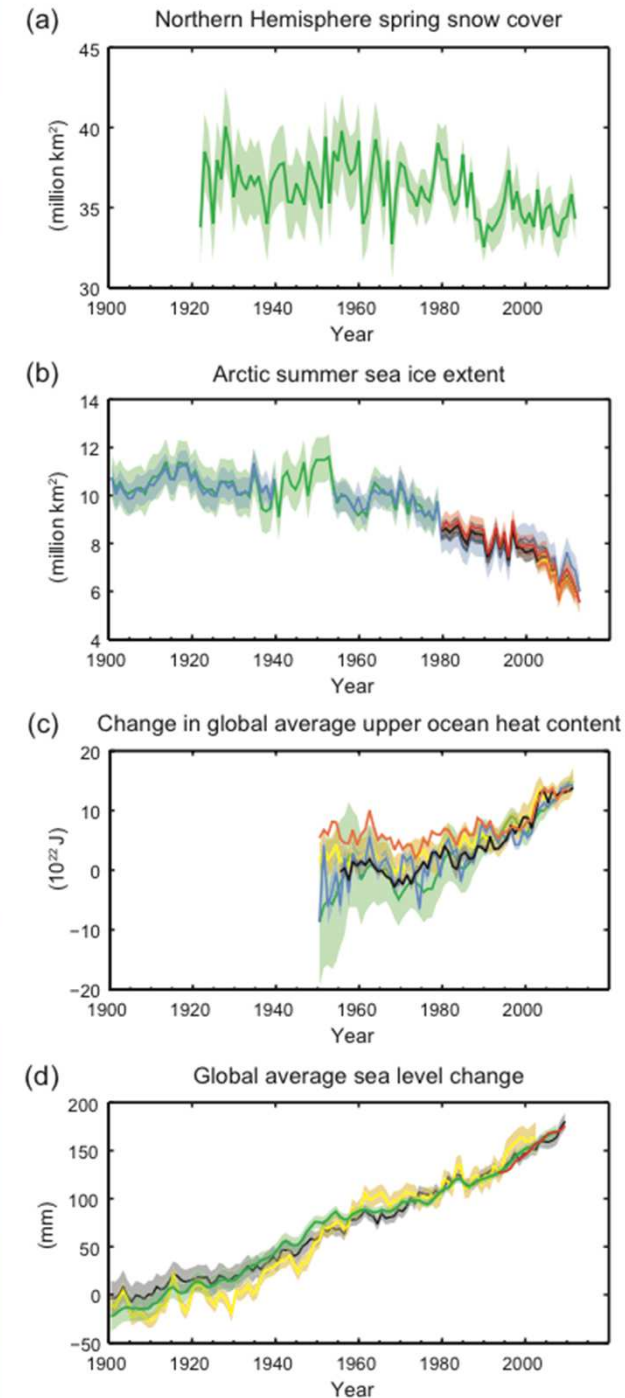 (a) Northern Hemisphere spring snow cover
45
40
35
30
(million km²)
1900 1920 1940 1960 1980 2000
Year
(b) Arctic summer sea ice extent
14
12
10
8
6
4
(million km²)
1900 1920 1940 1960 1980 2000
Year
(c) Change in global average upper ocean heat content
20
10
0
−10
−20
(10²² J)
1900 1920 1940 1960 1980 2000
Year
(d) Global average sea level change
200
150
100
50
0
−50
(mm)
1900 1920 1940 1960 1980 2000
Year